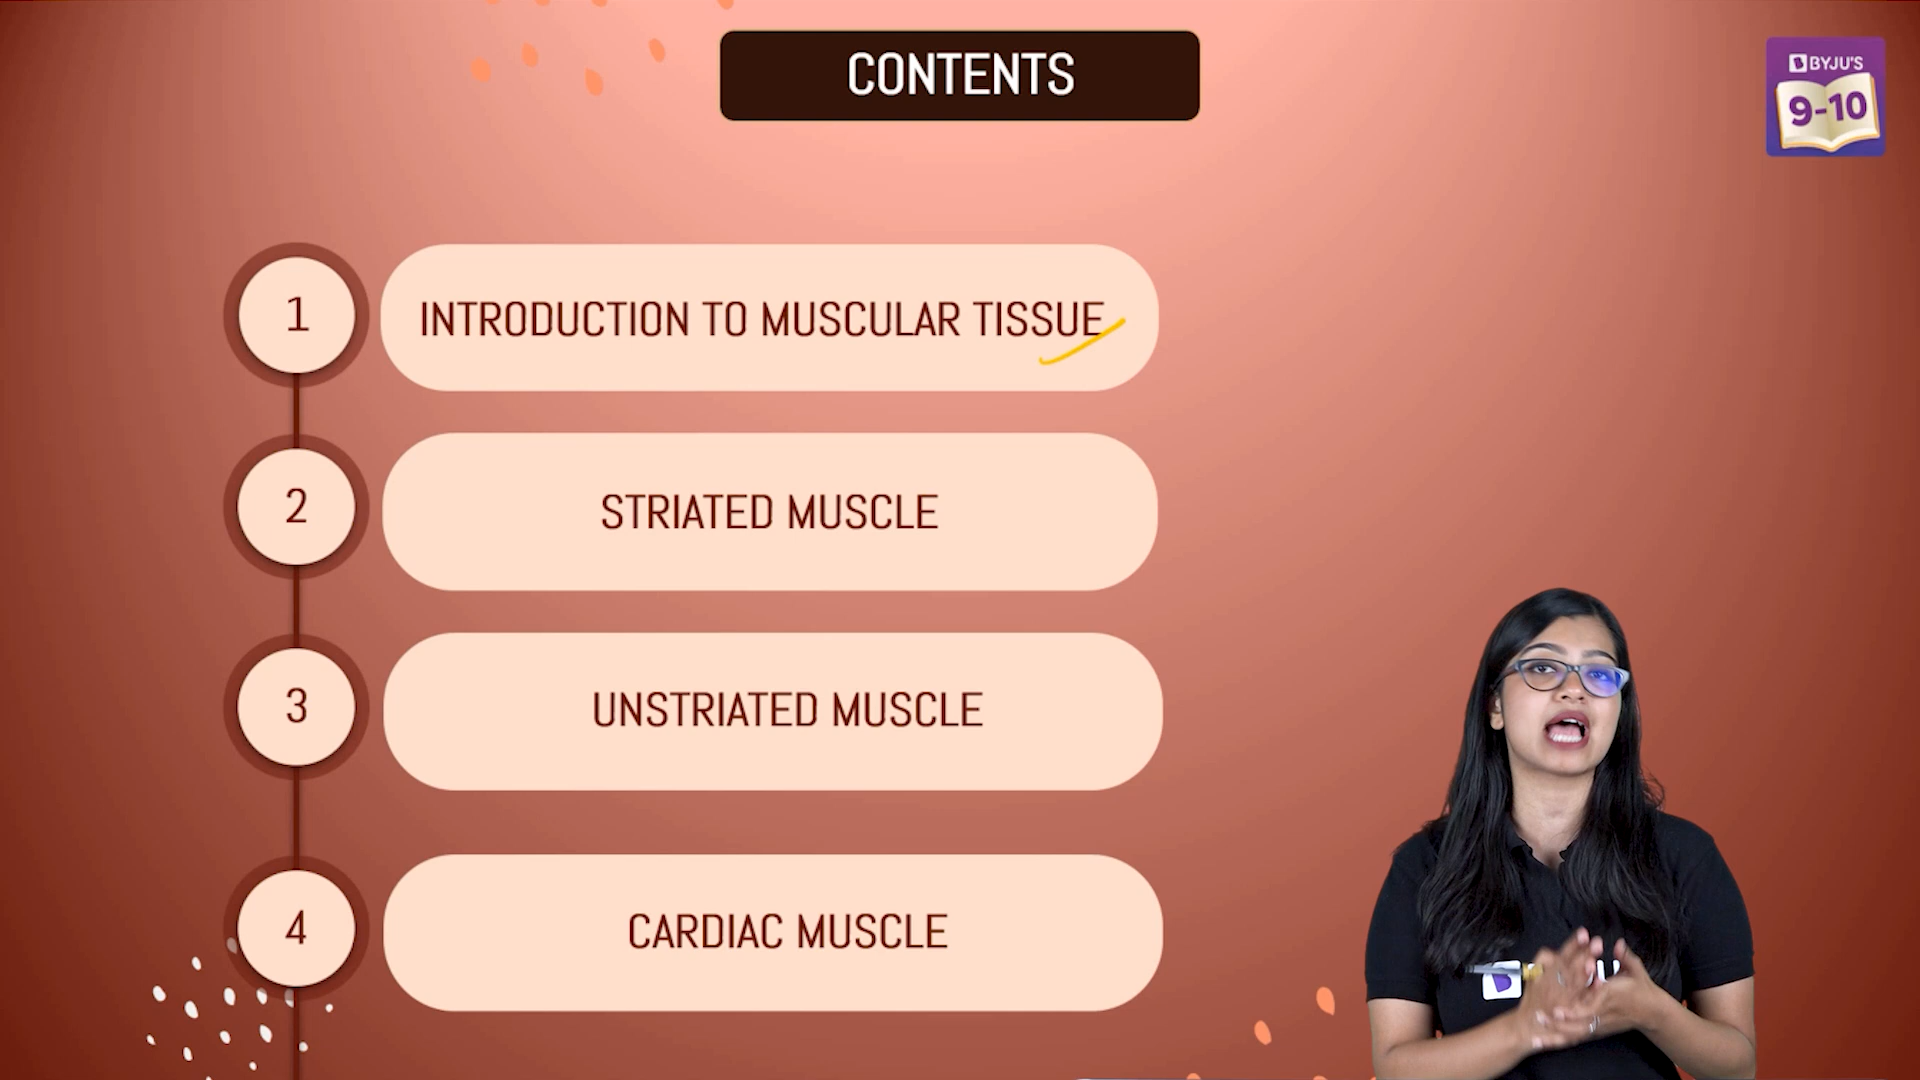 CONTENTS
BYJU'S
9-10
1
INTRODUCTION TO MUSCULAR TISSUE
2
STRIATED MUSCLE
3
UNSTRIATED MUSCLE
4
CARDIAC MUSCLE